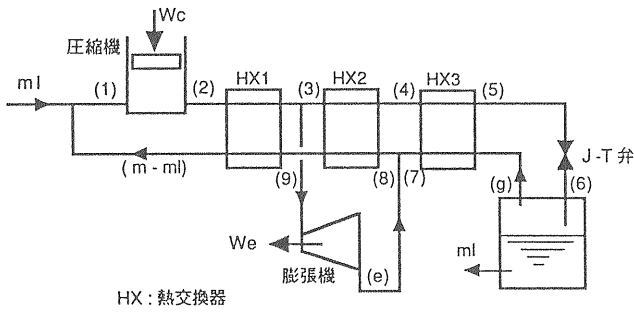 Wc
圧縮機
ml
(1)
(2)
HX1
(3)
HX2
(4)
HX3
(5)
J-T 弁
(m - ml)
(9)
(8)
(7)
(g)
(6)
We
膨張機
(e)
ml
HX : 熱交換器